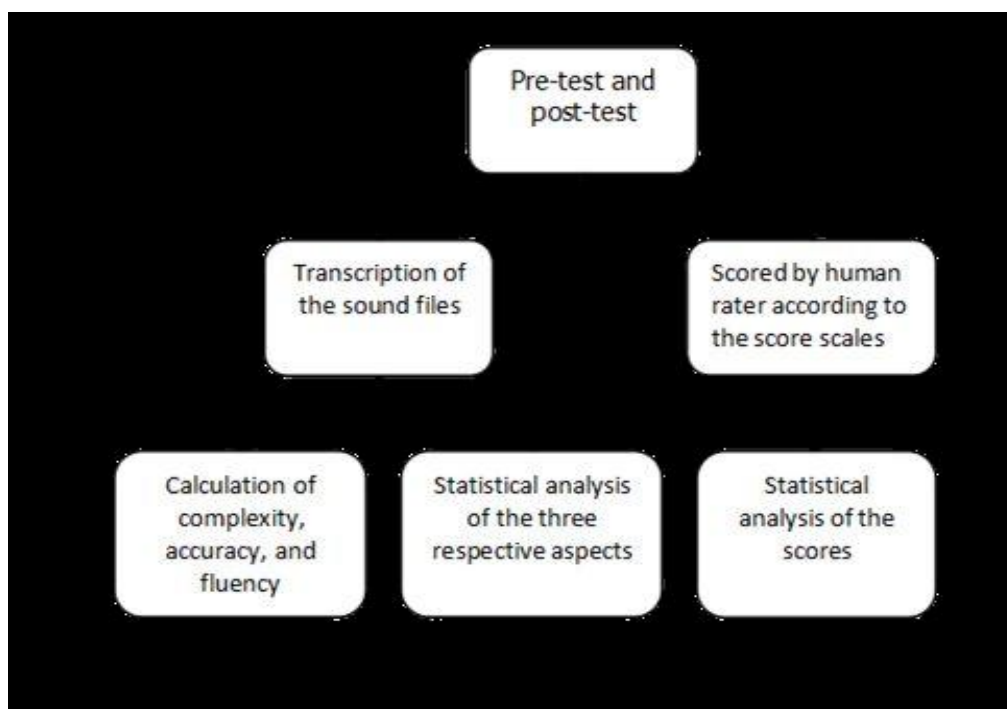 Pre-test and
post-test
Transcription of
the sound files
Scored by human
rater according to
the score scales
Calculation of
complexity,
accuracy, and
fluency
Statistical analysis
of the three
respective aspects
Statistical
analysis of the
scores